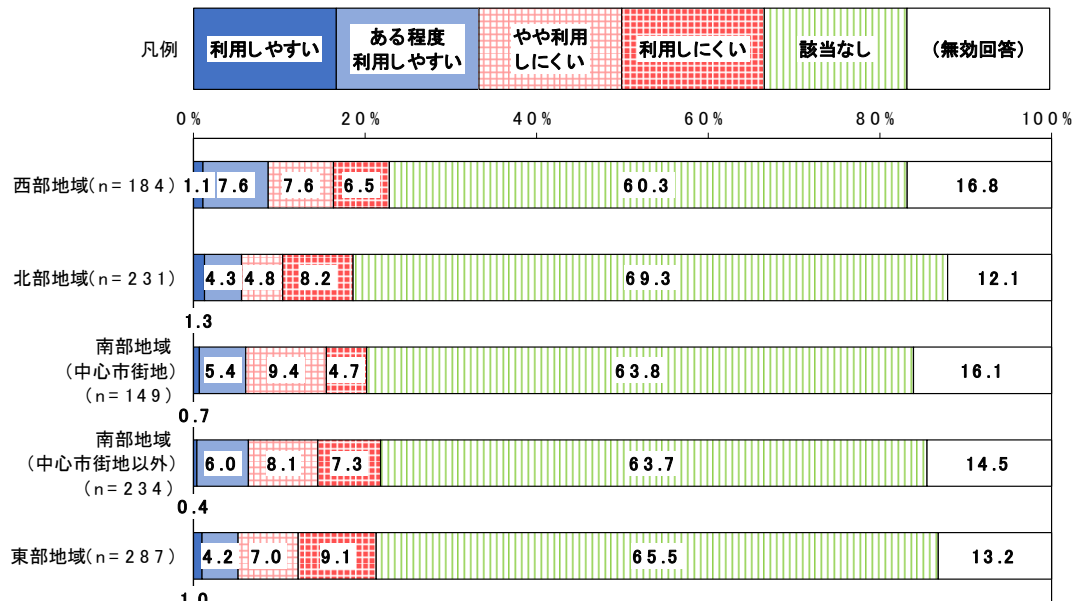 凡例
利用しやすい
ある程度
利用しやすい
やや利用
しにくい
利用しにくい
該当なし
（無効回答）
0% 20% 40% 60% 80% 100%
西部地域(n=184) 1.1 7.6 7.6 6.5 60.3 16.8
北部地域(n=231) 4.3 4.8 8.2 69.3 12.1
1.3
南部地域
（中心市街地）
(n=149)
5.4 9.4 4.7 63.8 16.1
0.7
南部地域
（中心市街地以外）
(n=234)
6.0 8.1 7.3 63.7 14.5
0.4
東部地域(n=287) 4.2 7.0 9.1 65.5 13.2
1.0